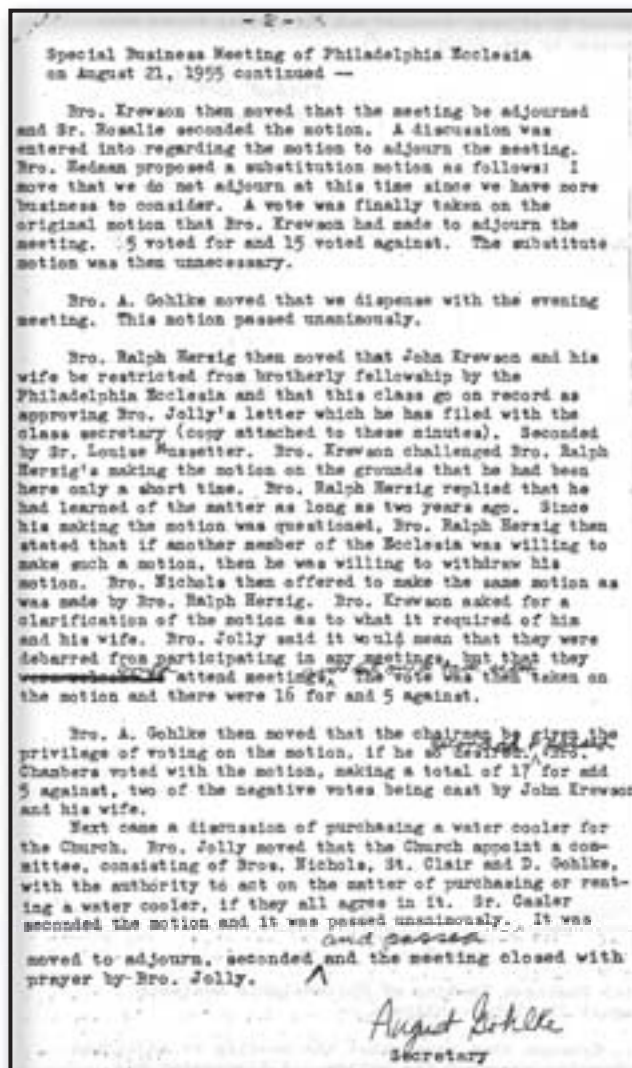 - 2 -
Special Business Meeting of Philadelphia Ecclesia
on August 21, 1955 continued --
Bro. Krewson then moved that the meeting be adjourned
and Sr. Rosalie seconded the motion. A discussion was
entered into regarding the motion to adjourn the meeting.
Bro. Hedman proposed a substitution motion as follows: I
move that we do not adjourn at this time since we have more
business to consider. A vote was finally taken on the
original motion that Bro. Krewson had made to adjourn the
meeting. 5 voted for and 15 voted against. The substitute
motion was then unnecessary.
Bro. A. Gohlke moved that we dispense with the evening
meeting. This motion passed unanimously.
Bro. Ralph Herzig then moved that John Krewson and his
wife be restricted from brotherly fellowship by the
Philadelphia Ecclesia and that this class go on record as
approving Bro. Jolly's letter which he has filed with the
class secretary (copy attached to these minutes). Seconded
by Sr. Louise Mussetter. Bro. Krewson challenged Bro. Ralph
Herzig's making the motion on the grounds that he had been
here only a short time. Bro. Ralph Herzig replied that he
had learned of the matter as long as two years ago. Since
his making the motion was questioned, Bro. Ralph Herzig then
stated that if another member of the Ecclesia was willing to
make such a motion, then he was willing to withdraw his
motion. Bro. Nichols then offered to make the same motion as
was made by Bro. Ralph Herzig. Bro. Krewson asked for a
clarification of the motion as to what it required of him
and his wife. Bro. Jolly said it would mean that they were
debarred from participating in any meetings, but that they
attend meetings. The vote was then taken on
the motion and there were 16 for and 5 against.
Bro. A. Gohlke then moved that the chairman be given the
seconded & passed
privilage of voting on the motion, if he so desired. Bro.
Chambers voted with the motion, making a total of 17 for and
5 against, two of the negative votes being cast by John Krewson
and his wife.
Next came a discussion of purchasing a water cooler for
the Church. Bro. Jolly moved that the Church appoint a com-
mittee, consisting of Bros. Nichols, St. Clair and D. Gohlke,
with the authority to act on the matter of purchasing or rent-
ing a water cooler, if they all agree in it. Sr. Casler
seconded the motion and it was passed unanimously. It was
and passed
moved to adjourn, seconded ^ and the meeting closed with
prayer by Bro. Jolly.
August Gohlke
Secretary